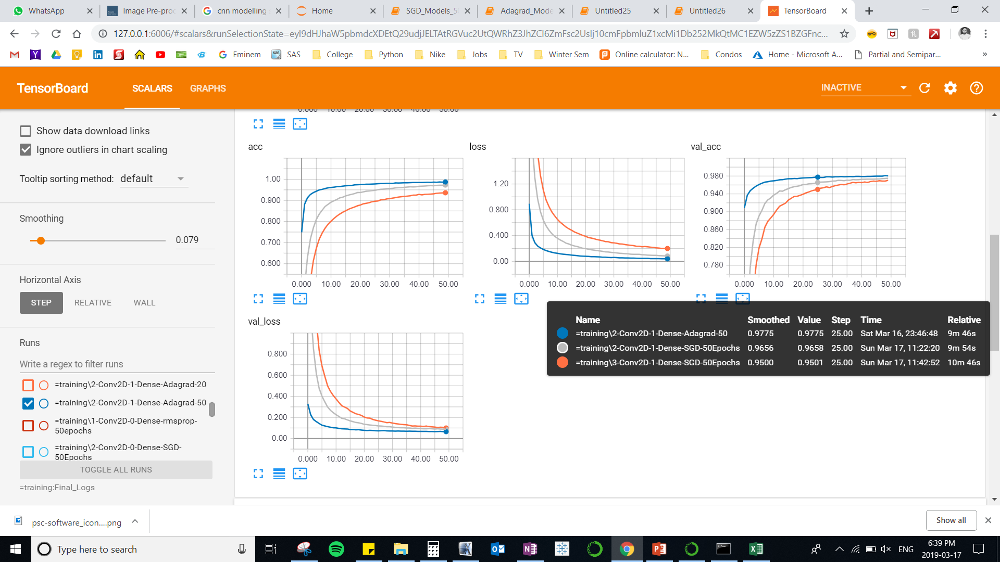 WhatsApp
Image Pre-proc
cnn modelling
Home
SGD_Models_5
Adagrad_Mode
Untitled25
Untitled26
TensorBoard
127.0.0.1:6006/#scalars&runSelectionState=
Eminem
SAS
College
Python
Nike
Jobs
TV
Winter Sem
Online calculator: N...
Condos
Home - Microsoft A...
Partial and Semipar...
»
TensorBoard
SCALARS
GRAPHS
INACTIVE
0.000 10.00 20.00 30.00 40.00 50.00
Show data download links
Ignore outliers in chart scaling
Tooltip sorting method: default
Smoothing
0.079
Horizontal Axis
STEP RELATIVE WALL
Runs
Write a regex to filter runs
=training\2-Conv2D-1-Dense-Adagrad-20
=training\2-Conv2D-1-Dense-Adagrad-50
=training\1-Conv2D-0-Dense-rmsprop-
50epochs
=training\2-Conv2D-0-Dense-SGD-
50Epochs
TOGGLE ALL RUNS
=training:Final_Logs
acc
1.00
0.900
0.800
0.700
0.600
0.000 10.00 20.00 30.00 40.00 50.00
loss
1.20
0.800
0.400
0.00
0.000 10.00 20.00 30.00 40.00 50.00
val_acc
0.980
0.940
0.900
0.860
0.820
0.780
0.000 10.00 20.00 30.00 40.00 50.00
val_loss
0.800
0.600
0.400
0.200
0.00
0.000 10.00 20.00 30.00 40.00 50.00
Name Smoothed Value Step Time Relative
=training\2-Conv2D-1-Dense-Adagrad-50 0.9775 0.9775 25.00 Sat Mar 16, 23:46:48 9m 46s
=training\2-Conv2D-1-Dense-SGD-50Epochs 0.9656 0.9658 25.00 Sun Mar 17, 11:22:20 9m 54s
=training\3-Conv2D-1-Dense-SGD-50Epochs 0.9500 0.9501 25.00 Sun Mar 17, 11:42:52 10m 46s
psc-software_icon....png
Show all
Type here to search
ENG
6:39 PM
2019-03-17